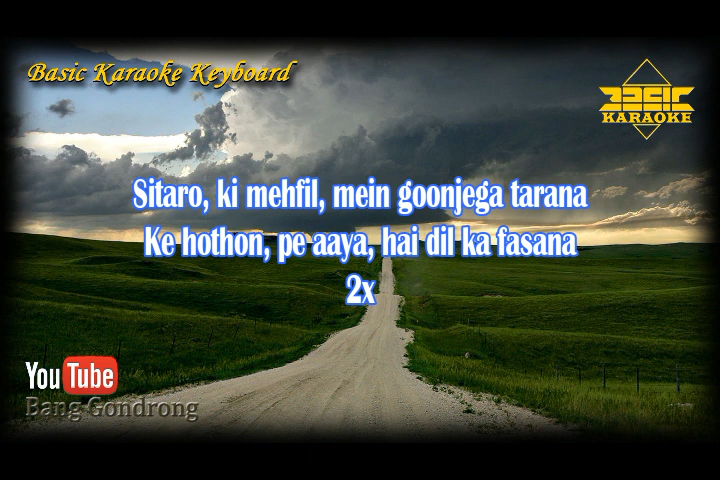 Basic Karaoke Keyboard
BASIC
KARAOKE
Sitaro, ki mehfil, mein goonjega tarana
Ke hothon, pe aaya, hai dil ka fasana
2x
YouTube
Bang Gondrong